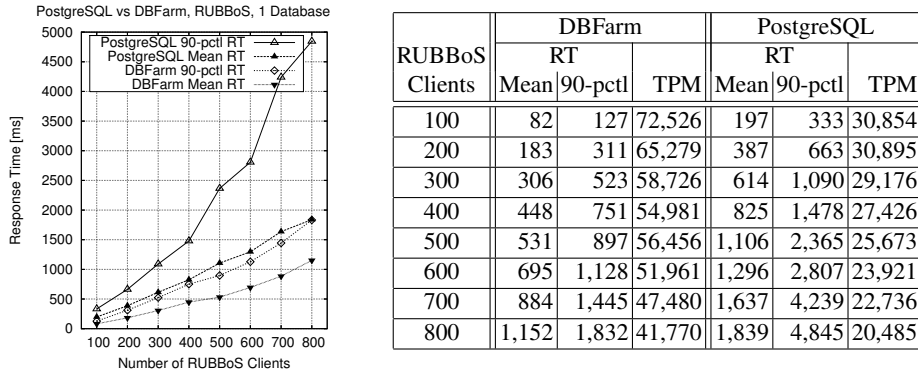 PostgreSQL vs DBFarm, RUBBoS, 1 Database
PostgreSQL 90-pctl RT
PostgreSQL Mean RT
DBFarm 90-pctl RT
DBFarm Mean RT
5000
4500
4000
3500
3000
2500
2000
1500
1000
500
0
Response Time [ms]
100 200 300 400 500 600 700 800
Number of RUBBoS Clients
DBFarm PostgreSQL
RUBBoS RT RT
Clients Mean 90-pctl TPM Mean 90-pctl TPM
100 82 127 72,526 197 333 30,854
200 183 311 65,279 387 663 30,895
300 306 523 58,726 614 1,090 29,176
400 448 751 54,981 825 1,478 27,426
500 531 897 56,456 1,106 2,365 25,673
600 695 1,128 51,961 1,296 2,807 23,921
700 884 1,445 47,480 1,637 4,239 22,736
800 1,152 1,832 41,770 1,839 4,845 20,485